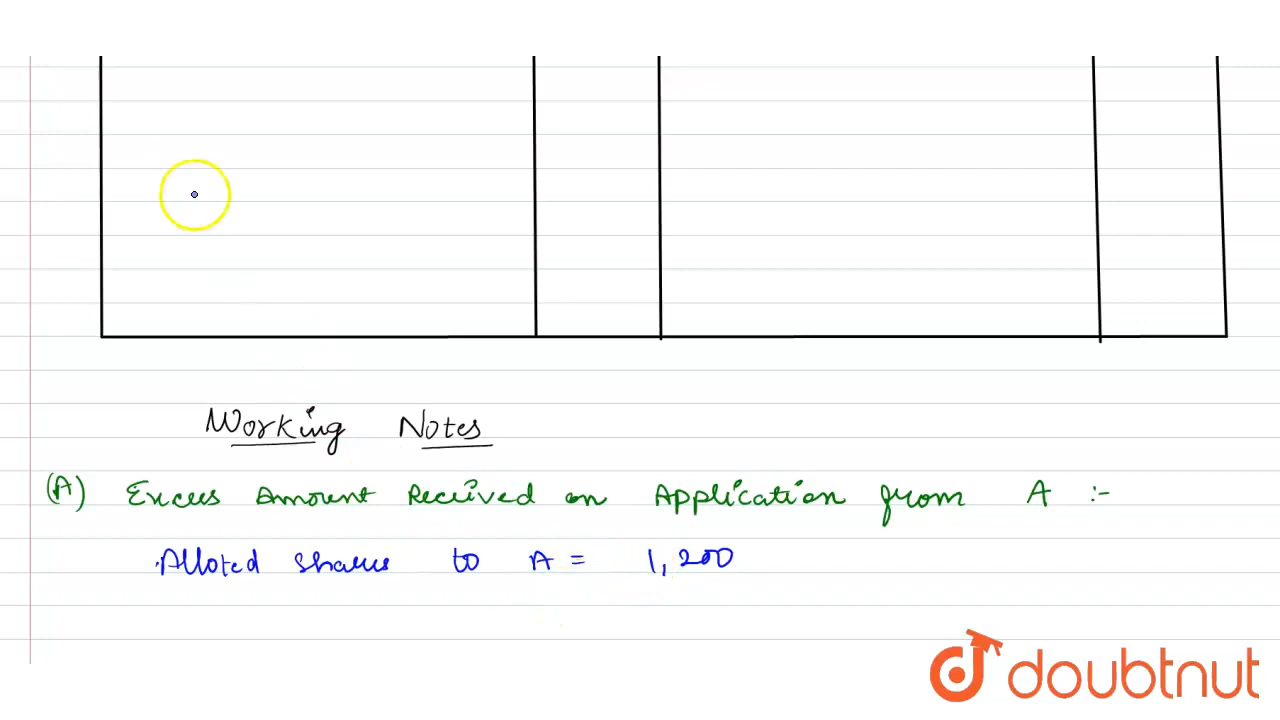 Working Notes
(A) Excess Amount Received on Application from A :-
Alloted shares to A = 1,200
doubtnut